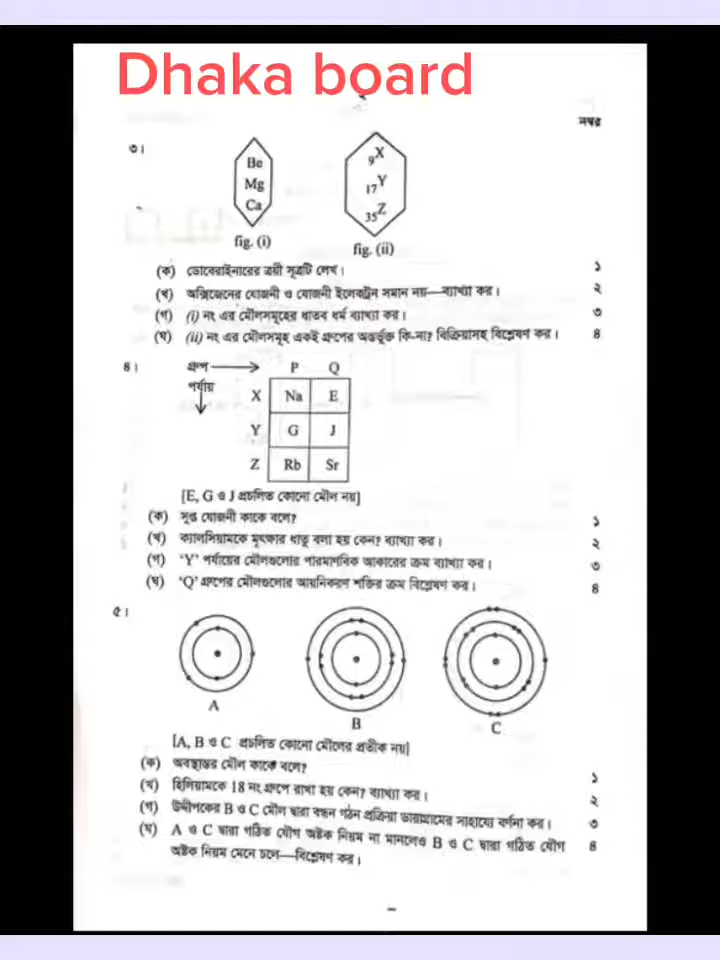 Dhaka board
২
নম্বর
৩।
Be
Mg
Ca
fig. (i)
9X
17Y
35Z
fig. (ii)
(ক) ডোবেরাইনারের ত্রয়ী সূত্রটি লেখ। ১
(খ) অক্সিজেনের যোজনী ও যোজনী ইলেকট্রন সমান নয়—ব্যাখ্যা কর। ২
(গ) (i) নং এর মৌলসমূহের ধাতব ধর্ম ব্যাখ্যা কর। ৩
(ঘ) (ii) নং এর মৌলসমূহ একই গ্রুপের অন্তর্ভুক্ত কি-না? বিক্রিয়াসহ বিশ্লেষণ কর। ৪
৪। গ্রুপ P Q
পর্যায়
X Na E
Y G J
Z Rb Sr
[E, G ও J প্রচলিত কোনো মৌল নয়]
(ক) সুপ্ত যোজনী কাকে বলে? ১
(খ) ক্যালসিয়ামকে মৃৎক্ষার ধাতু বলা হয় কেন? ব্যাখ্যা কর। ২
(গ) ‘Y’ পর্যায়ের মৌলগুলোর পারমাণবিক আকারের ক্রম ব্যাখ্যা কর। ৩
(ঘ) ‘Q’ গ্রুপের মৌলগুলোর আয়নিকরণ শক্তির ক্রম বিশ্লেষণ কর। ৪
৫।
A
B
C
[A, B ও C প্রচলিত কোনো মৌলের প্রতীক নয়]
(ক) অবস্থান্তর মৌল কাকে বলে? ১
(খ) হিলিয়ামকে 18 নং গ্রুপে রাখা হয় কেন? ব্যাখ্যা কর। ২
(গ) উদ্দীপকের B ও C মৌল দ্বারা বন্ধন গঠন প্রক্রিয়া ডায়াগ্রামের সাহায্যে বর্ণনা কর। ৩
(ঘ) A ও C দ্বারা গঠিত যৌগ অষ্টক নিয়ম না মানলেও B ও C দ্বারা গঠিত যৌগ ৪
অষ্টক নিয়ম মেনে চলে—বিশ্লেষণ কর।